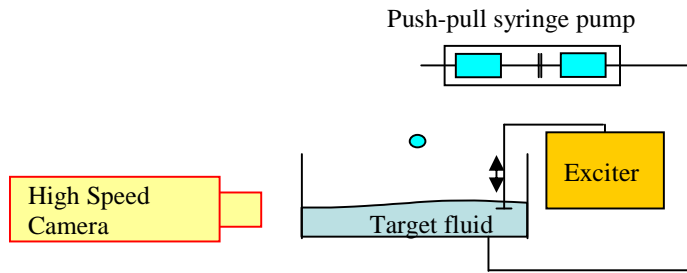 Push-pull syringe pump
Exciter
High Speed
Camera
Target fluid